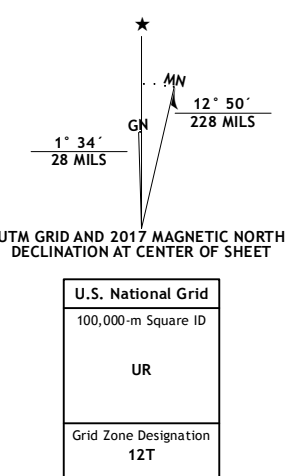 ★
MN
GN
12° 50´
228 MILS
1° 34´
28 MILS
UTM GRID AND 2017 MAGNETIC NORTH
DECLINATION AT CENTER OF SHEET
U.S. National Grid
100,000-m Square ID
UR
Grid Zone Designation
12T